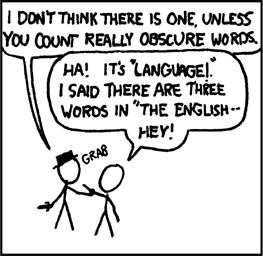 I DON'T THINK THERE IS ONE, UNLESS
YOU COUNT REALLY OBSCURE WORDS.
HA! IT'S "LANGUAGE!"
I SAID THERE ARE THREE
WORDS IN "THE ENGLISH--
HEY!
GRAB